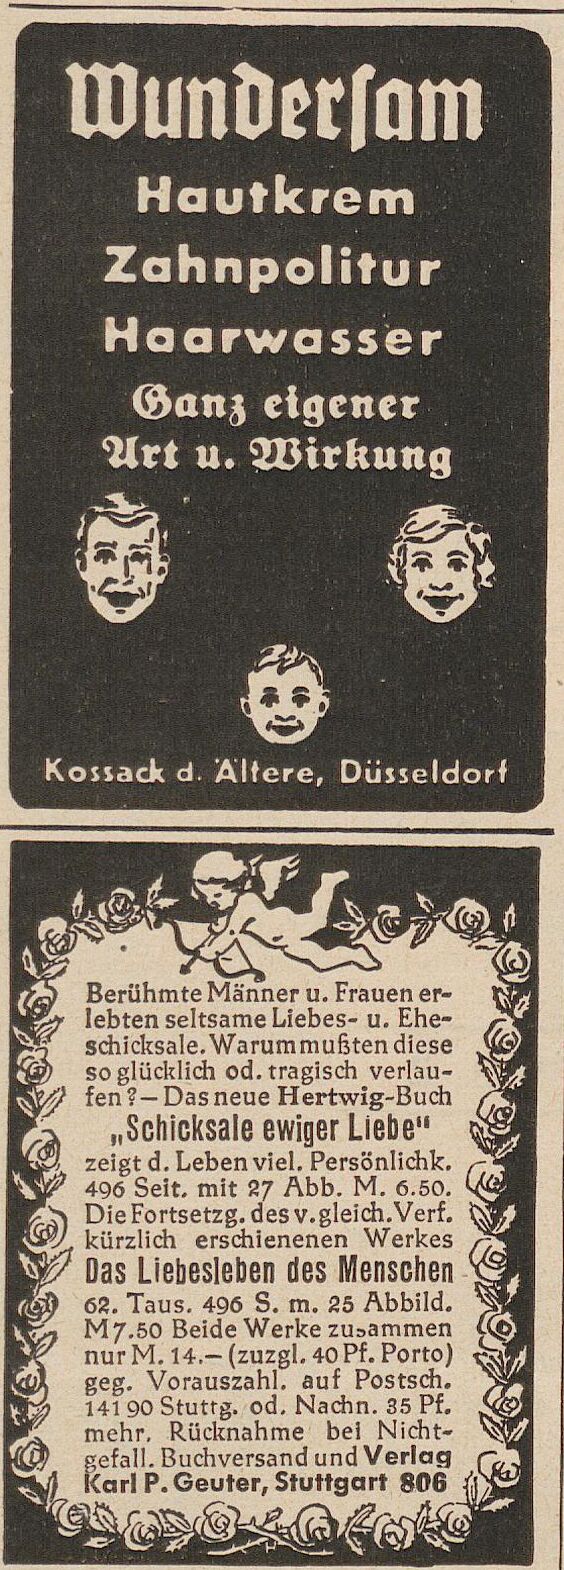 Wundersam
Hautkrem
Zahnpolitur
Haarwasser
Ganz eigener
Art u. Wirkung
Kossack d. Ältere, Düsseldorf
Berühmte Männer u. Frauen er-
lebten seltsame Liebes- u. Ehe-
schicksale. Warum mußten diese
so glücklich od. tragisch verlau-
fen? — Das neue Hertwig-Buch
„Schicksale ewiger Liebe“
zeigt d. Leben viel. Persönlichk.
496 Seit. mit 27 Abb. M. 6.50.
Die Fortsetzg. des v. gleich. Verf.
kürzlich erschienenen Werkes
Das Liebesleben des Menschen
62. Taus. 496 S. m. 25 Abbild.
M 7.50 Beide Werke zusammen
nur M. 14.— (zuzgl. 40 Pf. Porto)
geg. Vorauszahl. auf Postsch.
14190 Stuttg. od. Nachn. 35 Pf.
mehr. Rücknahme bei Nicht-
gefall. Buchversand und Verlag
Karl P. Geuter, Stuttgart 806